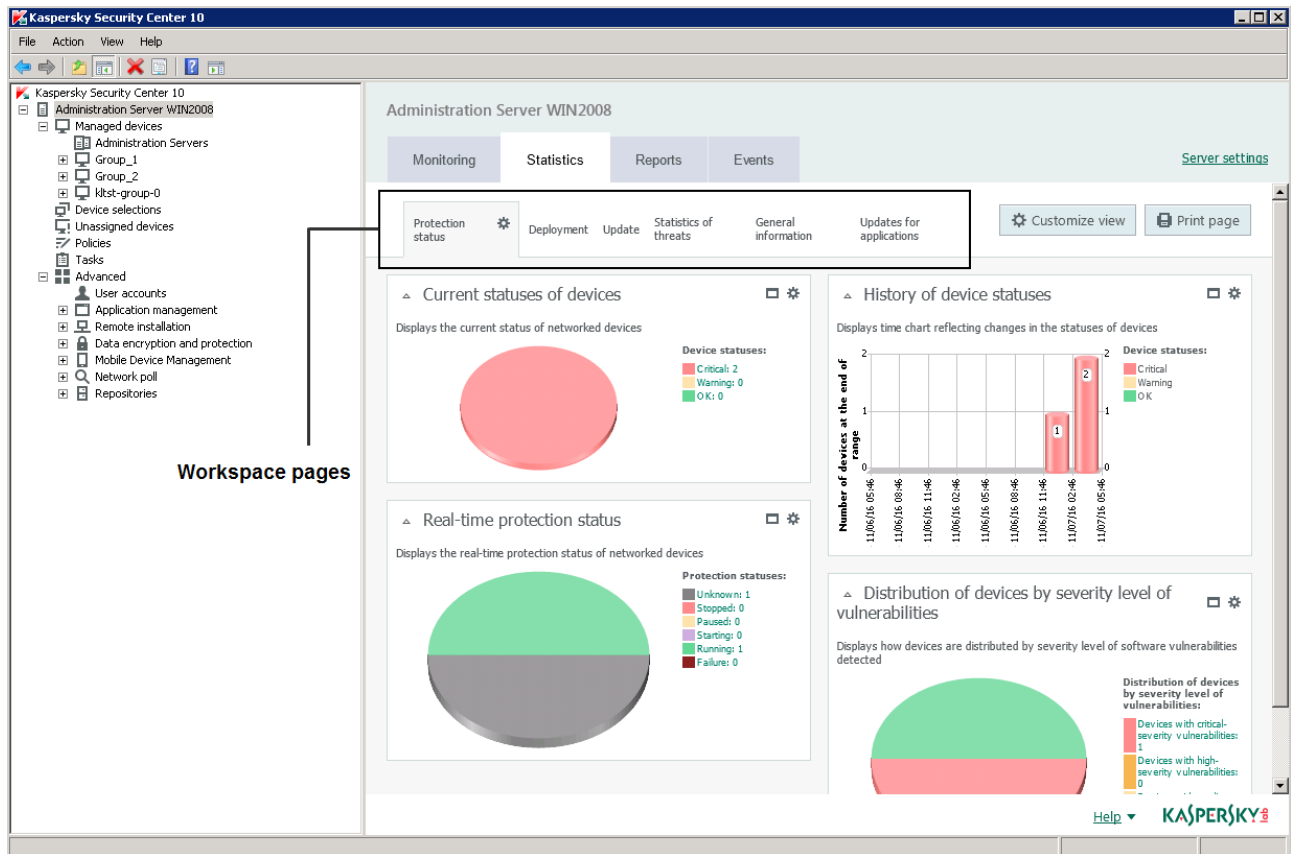 Kaspersky Security Center 10
File Action View Help
Kaspersky Security Center 10
Administration Server WIN2008
Managed devices
Administration Servers
Group_1
Group_2
kltst-group-0
Device selections
Unassigned devices
Policies
Tasks
Advanced
User accounts
Application management
Remote installation
Data encryption and protection
Mobile Device Management
Network poll
Repositories
Workspace pages
Administration Server WIN2008
Monitoring Statistics Reports Events
Server settings
Protection
status
Deployment
Update
Statistics of
threats
General
information
Updates for
applications
Customize view
Print page
Current statuses of devices
Displays the current status of networked devices
Device statuses:
Critical: 2
Warning: 0
OK: 0
History of device statuses
Displays time chart reflecting changes in the statuses of devices
Number of devices at the end of
range
2
1
0
1
2
2
1
0
11/06/16 05:46
11/06/16 08:46
11/06/16 11:46
11/06/16 02:46
11/06/16 05:46
11/06/16 08:46
11/06/16 11:46
11/07/16 02:46
11/07/16 05:46
Device statuses:
Critical
Warning
OK
Real-time protection status
Displays the real-time protection status of networked devices
Protection statuses:
Unknown: 1
Stopped: 0
Paused: 0
Starting: 0
Running: 1
Failure: 0
Distribution of devices by severity level of
vulnerabilities
Displays how devices are distributed by severity level of software vulnerabilities
detected
Distribution of devices
by severity level of
vulnerabilities:
Devices with critical-
severity vulnerabilities:
1
Devices with high-
severity vulnerabilities:
0
Help
KASPERSKY lab